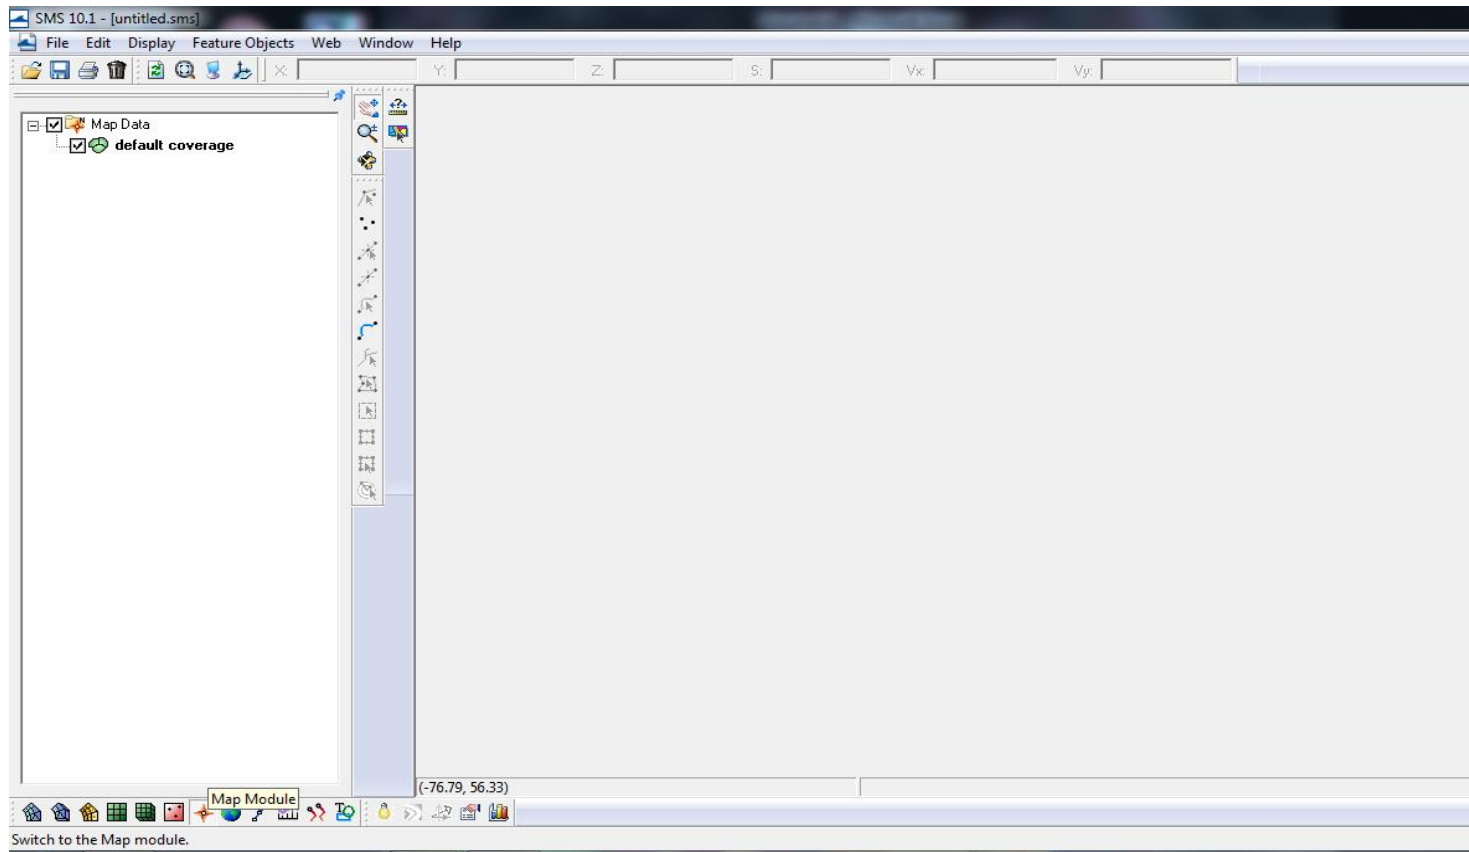 SMS 10.1 - [untitled.sms]
File Edit Display Feature Objects Web Window Help
X: Y: Z: S: Vx: Vy:
Map Data
default coverage
(-76.79, 56.33)
Map Module
Switch to the Map module.